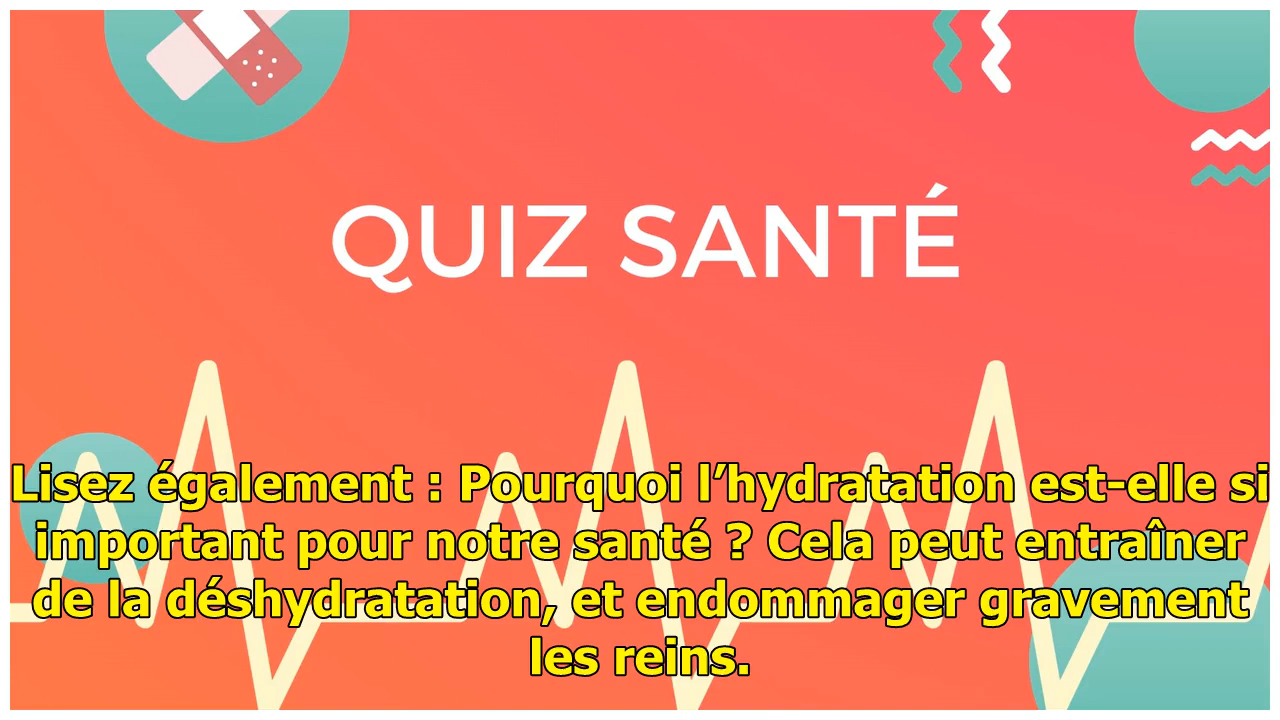 QUIZ SANTÉ
Lisez également : Pourquoi l’hydratation est-elle si
important pour notre santé ? Cela peut entraîner
de la déshydratation, et endommager gravement
les reins.